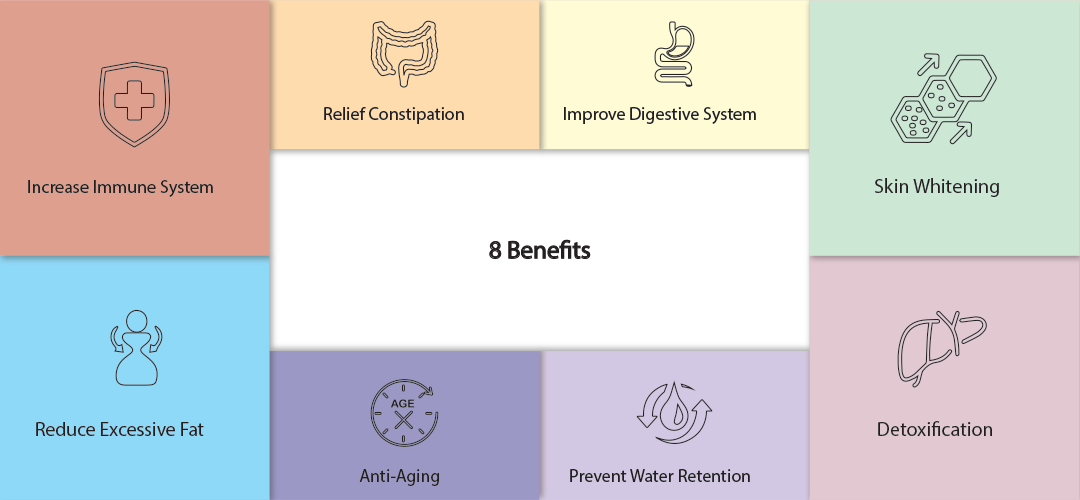 Relief Constipation
Improve Digestive System
Increase Immune System
Skin Whitening
8 Benefits
Reduce Excessive Fat
AGE
Anti-Aging
Prevent Water Retention
Detoxification